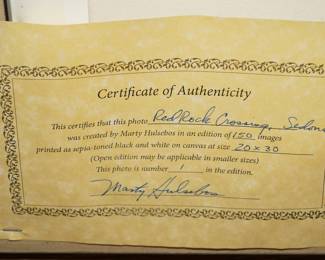 Certificate of Authenticity
This certifies that this photo Red Rock Crossing, Sedona
was created by Marty Hulsebos in an edition of 150 images
printed as sepia-toned black and white on canvas at size 20 x 30
(Open edition may be applicable in smaller sizes)
This photo is number 1 in the edition.
Marty Hulsebos